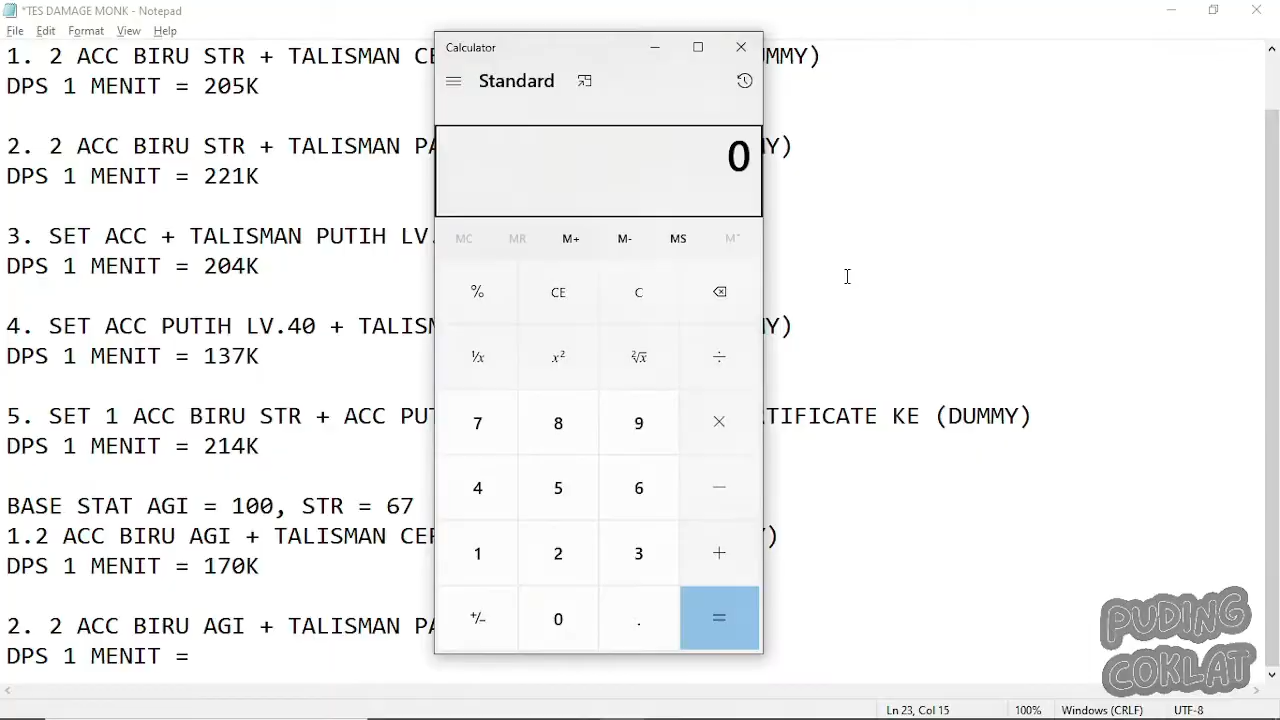 *TES DAMAGE MONK - Notepad
File Edit Format View Help
1. 2 ACC BIRU STR + TALISMAN CE
MMY)
DPS 1 MENIT = 205K
2. 2 ACC BIRU STR + TALISMAN PA
MY)
DPS 1 MENIT = 221K
3. SET ACC + TALISMAN PUTIH LV.
DPS 1 MENIT = 204K
4. SET ACC PUTIH LV.40 + TALISM
MY)
DPS 1 MENIT = 137K
5. SET 1 ACC BIRU STR + ACC PUT
RTIFICATE KE (DUMMY)
DPS 1 MENIT = 214K
BASE STAT AGI = 100, STR = 67
1.2 ACC BIRU AGI + TALISMAN CER
)
DPS 1 MENIT = 170K
2. 2 ACC BIRU AGI + TALISMAN PA
DPS 1 MENIT =
Calculator
Standard
0
MC MR M+ M- MS M˅
% CE C
¹/x x² ²√x ÷
7 8 9 ×
4 5 6 −
1 2 3 +
+/− 0 . =
PUDING
COKLAT
Ln 23, Col 15 100% Windows (CRLF) UTF-8